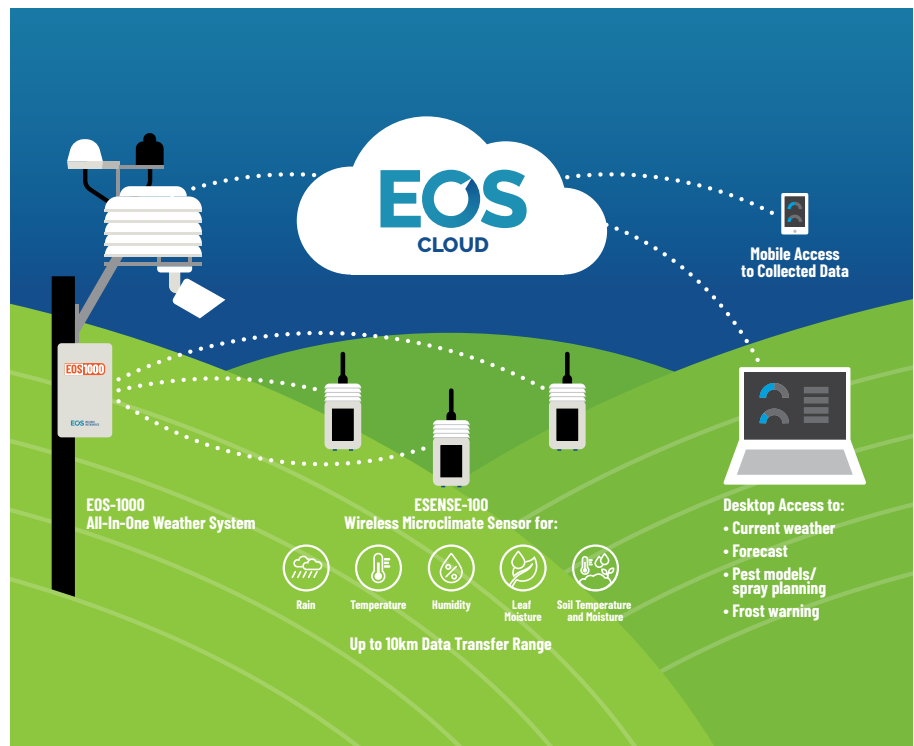 EOS
CLOUD
Mobile Access
to Collected Data
EOS1000
EOS
EOS-1000
All-In-One Weather System
ESENSE-100
Wireless Microclimate Sensor for:
Rain
Temperature
Humidity
Leaf
Moisture
Soil Temperature
and Moisture
Up to 10km Data Transfer Range
Desktop Access to:
• Current weather
• Forecast
• Pest models/
spray planning
• Frost warning